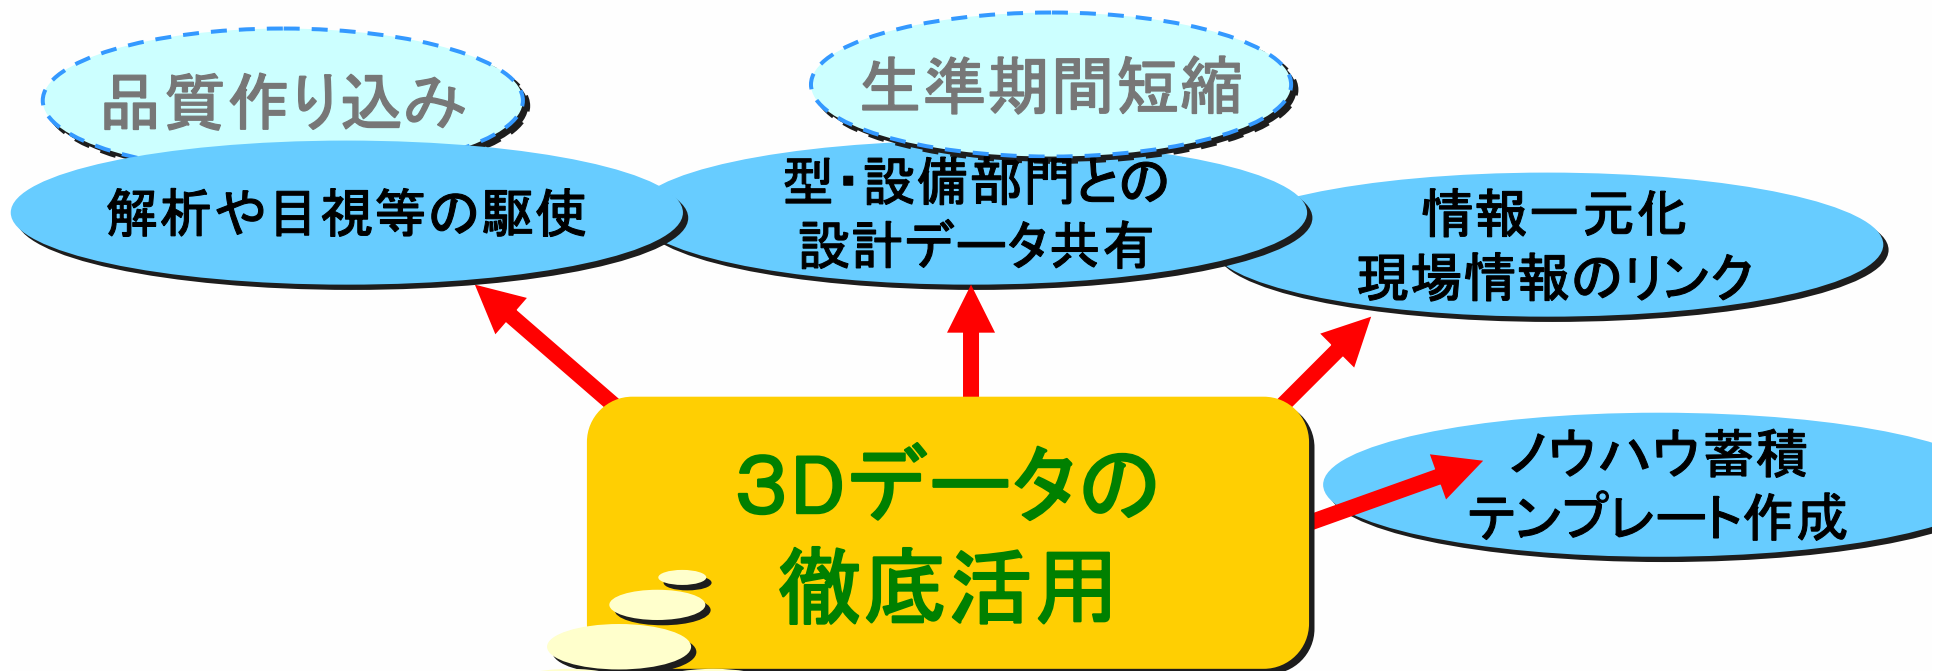 品質作り込み
生準期間短縮
解析や目視等の駆使
型・設備部門との
設計データ共有
情報一元化
現場情報のリンク
ノウハウ蓄積
テンプレート作成
３Dデータの
徹底活用